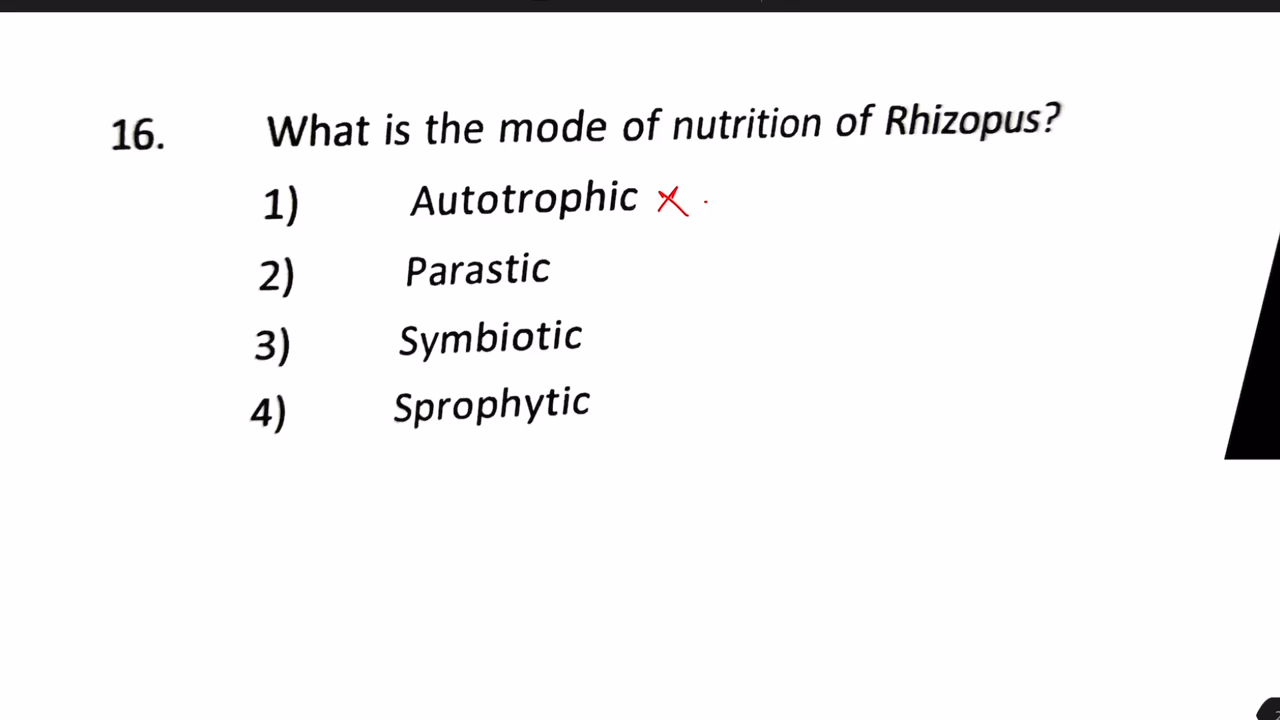 16. What is the mode of nutrition of Rhizopus?
1) Autotrophic
2) Parastic
3) Symbiotic
4) Sprophytic